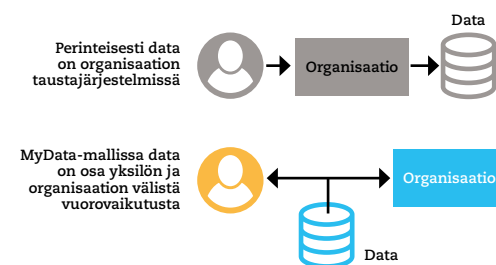 Data
Perinteisesti data
on organisaation
taustajärjestelmissä
Organisaatio
MyData-mallissa data
on osa yksilön ja
organisaation välistä
vuorovaikutusta
Organisaatio
Data